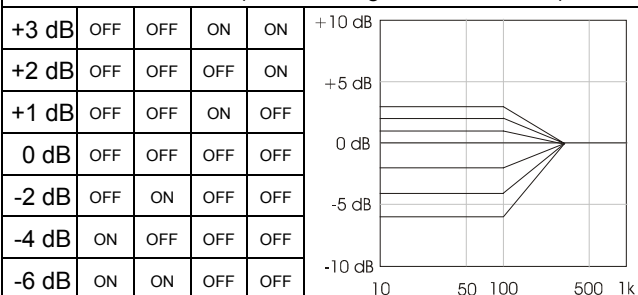 +3 dB OFF OFF ON ON
+2 dB OFF OFF OFF ON
+1 dB OFF OFF ON OFF
0 dB OFF OFF OFF OFF
-2 dB OFF ON OFF OFF
-4 dB ON OFF OFF OFF
-6 dB ON ON OFF OFF
+10 dB
+5 dB
0 dB
-5 dB
-10 dB
10 50 100 500 1k